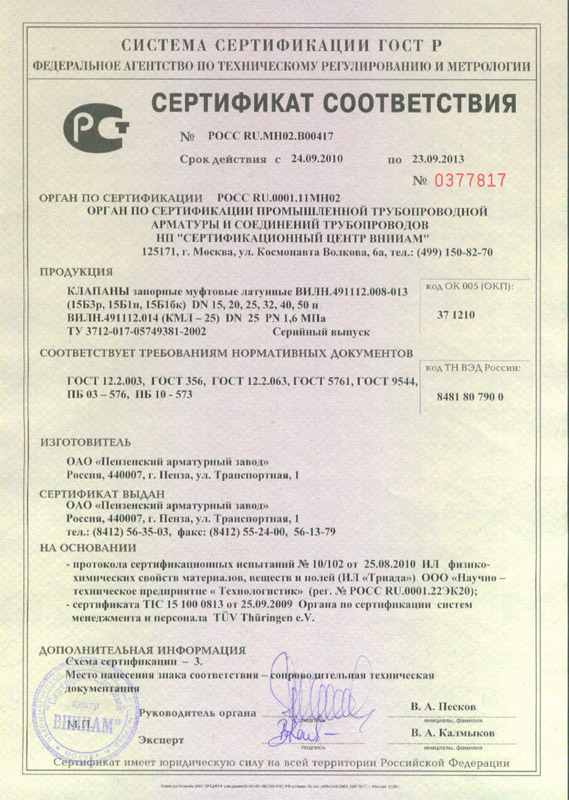 СИСТЕМА СЕРТИФИКАЦИИ ГОСТ Р
ФЕДЕРАЛЬНОЕ АГЕНТСТВО ПО ТЕХНИЧЕСКОМУ РЕГУЛИРОВАНИЮ И МЕТРОЛОГИИ
СЕРТИФИКАТ СООТВЕТСТВИЯ
№ РОСС RU.МН02.В00417
Срок действия с 24.09.2010 по 23.09.2013
№ 0377817
ОРГАН ПО СЕРТИФИКАЦИИ РОСС RU.0001.11МН02
ОРГАН ПО СЕРТИФИКАЦИИ ПРОМЫШЛЕННОЙ ТРУБОПРОВОДНОЙ
АРМАТУРЫ И СОЕДИНЕНИЙ ТРУБОПРОВОДОВ
НП "СЕРТИФИКАЦИОННЫЙ ЦЕНТР ВНИИАМ"
125171, г. Москва, ул. Космонавта Волкова, 6а, тел.: (499) 150-82-70
ПРОДУКЦИЯ
КЛАПАНЫ запорные муфтовые латунные ВИЛН.491112.008-013
(15Б3р, 15Б1п, 15Б1бк) DN 15, 20, 25, 32, 40, 50 и
ВИЛН.491112.014 (КМЛ – 25) DN 25 PN 1,6 МПа
ТУ 3712-017-05749381-2002 Серийный выпуск
код ОК 005 (ОКП):
37 1210
СООТВЕТСТВУЕТ ТРЕБОВАНИЯМ НОРМАТИВНЫХ ДОКУМЕНТОВ
ГОСТ 12.2.003, ГОСТ 356, ГОСТ 12.2.063, ГОСТ 5761, ГОСТ 9544,
ПБ 03 – 576, ПБ 10 - 573
код ТН ВЭД России:
8481 80 790 0
ИЗГОТОВИТЕЛЬ
ОАО «Пензенский арматурный завод»
Россия, 440007, г. Пенза, ул. Транспортная, 1
СЕРТИФИКАТ ВЫДАН
ОАО «Пензенский арматурный завод»
Россия, 440007, г. Пенза, ул. Транспортная, 1
тел.: (8412) 56-35-03, факс: (8412) 55-24-00, 56-13-79
НА ОСНОВАНИИ
- протокола сертификационных испытаний № 10/102 от 25.08.2010 ИЛ физико-
химических свойств материалов, веществ и полей (ИЛ «Триада») ООО «Научно –
техническое предприятие « Технологистик» (рег. № РОСС RU.0001.22ЭК20);
- сертификата TIC 15 100 0813 от 25.09.2009 Органа по сертификации систем
менеджмента и персонала TÜV Thüringen e.V.
ДОПОЛНИТЕЛЬНАЯ ИНФОРМАЦИЯ
Схема сертификации – 3.
Место нанесения знака соответствия – сопроводительная техническая
документация
центр
ВНИИАМ"
М.П.
Руководитель органа
подпись
В. А. Песков
инициалы, фамилия
Эксперт
подпись
В. А. Калмыков
инициалы, фамилия
Сертификат имеет юридическую силу на всей территории Российской Федерации